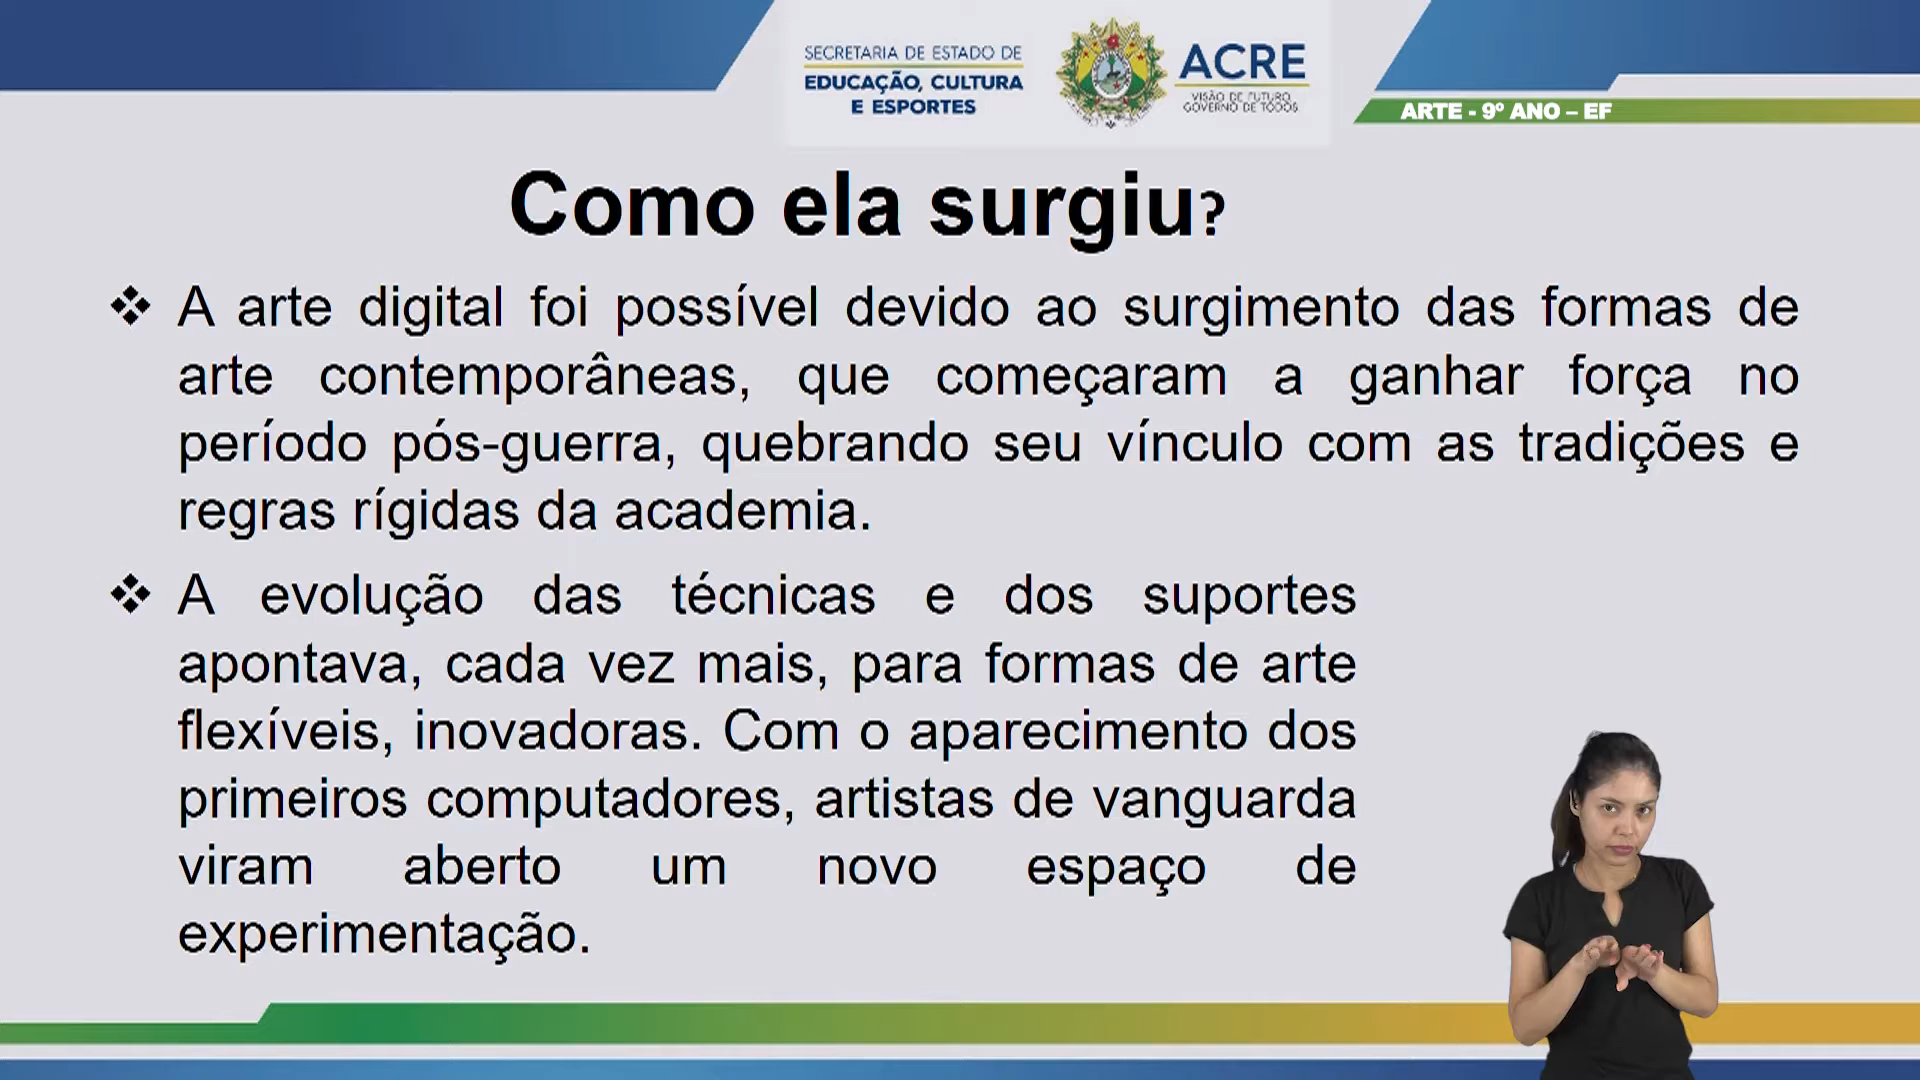 SECRETARIA DE ESTADO DE
EDUCAÇÃO, CULTURA
E ESPORTES
ACRE
VISÃO DE FUTURO,
GOVERNO DE TODOS
ARTE - 9º ANO – EF
Como ela surgiu?
❖ A arte digital foi possível devido ao surgimento das formas de
arte contemporâneas, que começaram a ganhar força no
período pós-guerra, quebrando seu vínculo com as tradições e
regras rígidas da academia.
❖ A evolução das técnicas e dos suportes
apontava, cada vez mais, para formas de arte
flexíveis, inovadoras. Com o aparecimento dos
primeiros computadores, artistas de vanguarda
viram aberto um novo espaço de
experimentação.